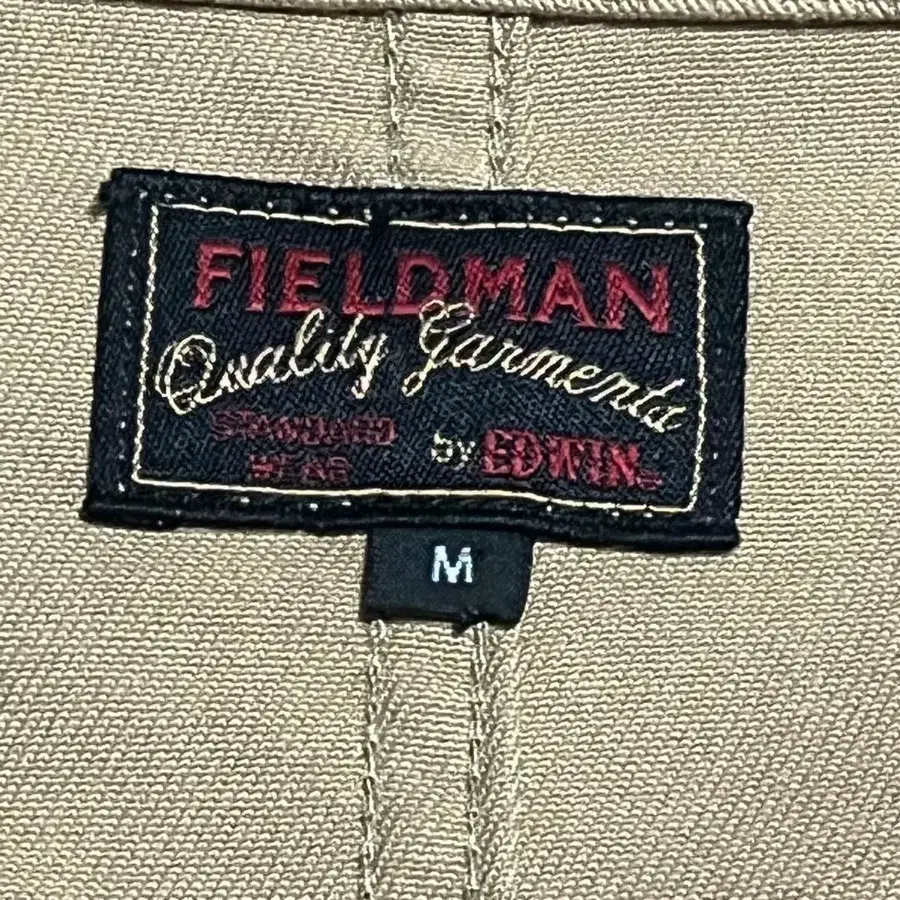 FIELDMAN
Quality Garments
STANDARD by EDWIN
WEAR
M